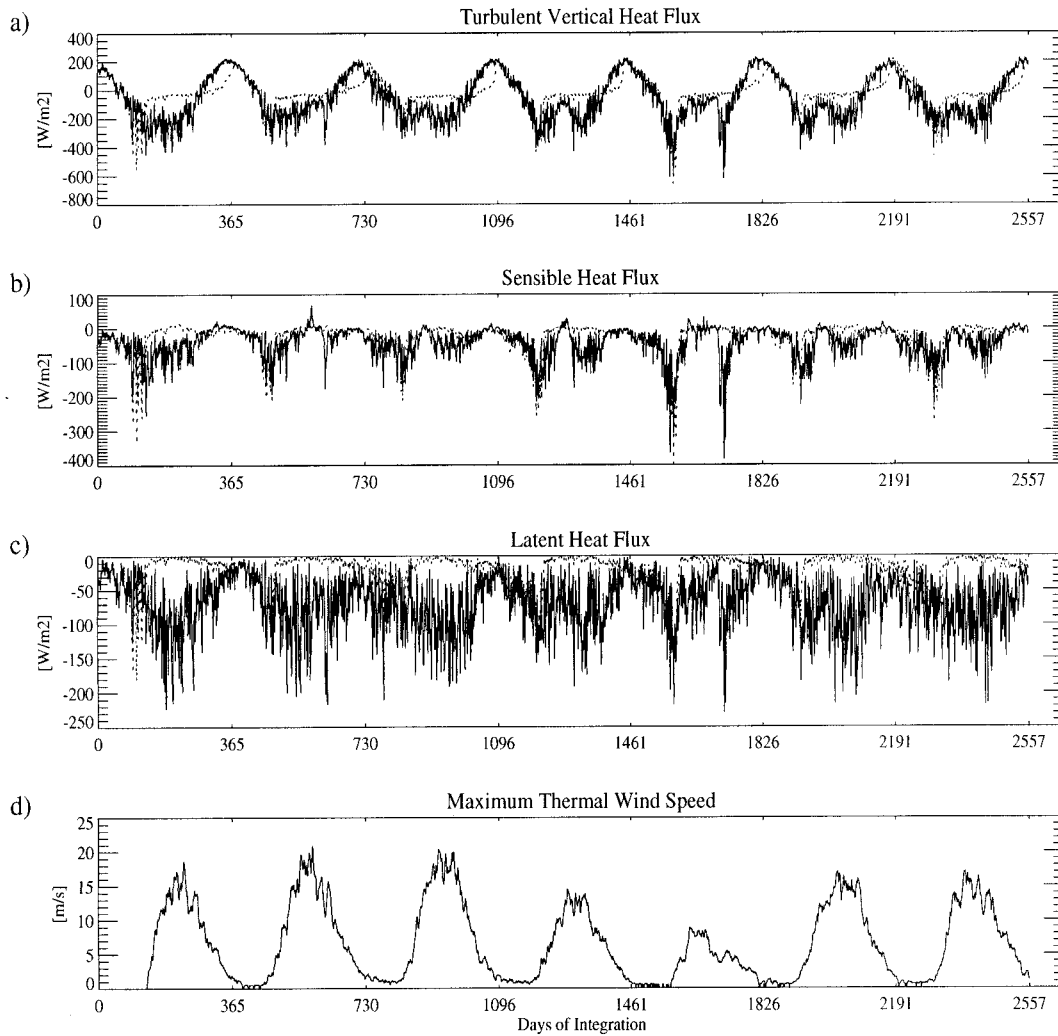 a)
Turbulent Vertical Heat Flux
400
200
0
-200
-400
-600
-800
[W/m2]
0 365 730 1096 1461 1826 2191 2557
b)
Sensible Heat Flux
100
0
-100
-200
-300
-400
[W/m2]
0 365 730 1096 1461 1826 2191 2557
c)
Latent Heat Flux
0
-50
-100
-150
-200
-250
[W/m2]
0 365 730 1096 1461 1826 2191 2557
d)
Maximum Thermal Wind Speed
25
20
15
10
5
0
[m/s]
0 365 730 1096 1461 1826 2191 2557
Days of Integration